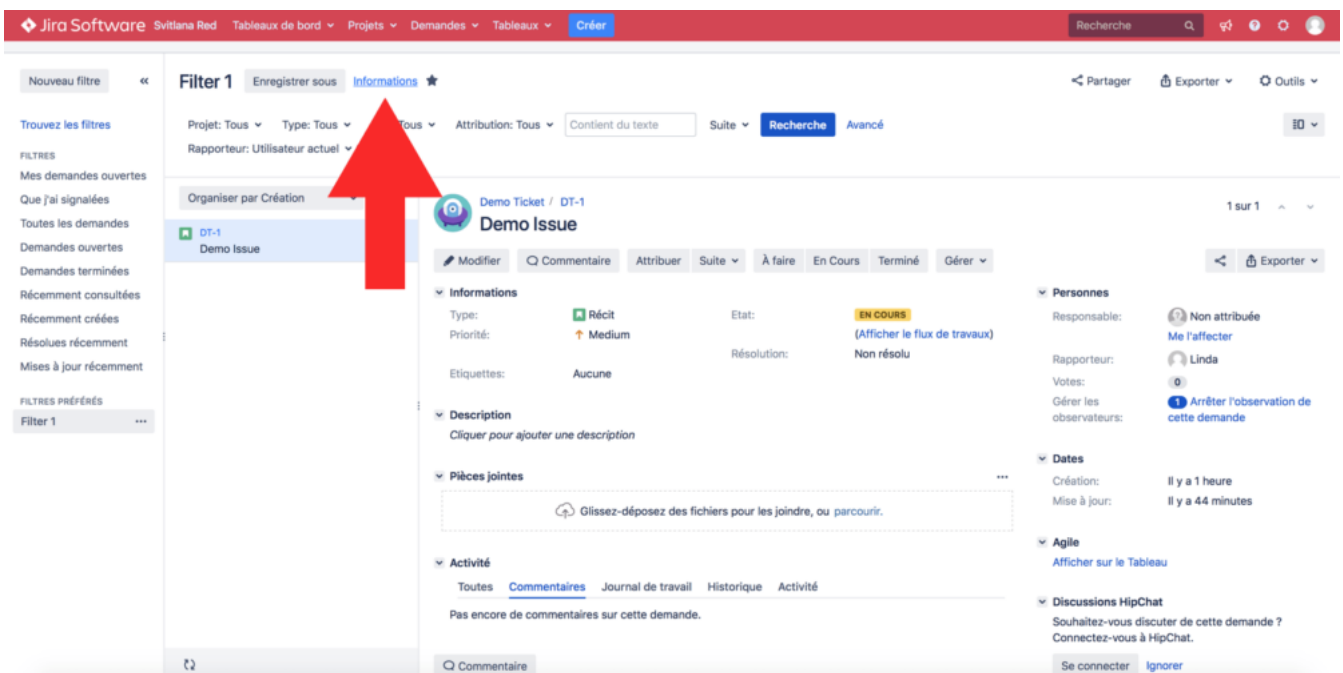 Jira Software Svitlana Red Tableaux de bord Projets Demandes Tableaux Créer Recherche
Nouveau filtre «
Filter 1 Enregistrer sous Informations Partager Exporter Outils
Trouvez les filtres
Projet: Tous Type: Tous Tous Attribution: Tous Contient du texte Suite Recherche Avancé
Rapporteur: Utilisateur actuel
FILTRES
Mes demandes ouvertes
Que j'ai signalées
Toutes les demandes
Demandes ouvertes
Demandes terminées
Récemment consultées
Récemment créées
Résolues récemment
Mises à jour récemment
FILTRES PRÉFÉRÉS
Filter 1 ...
Organiser par Création
DT-1
Demo Issue
Demo Ticket / DT-1
Demo Issue
1 sur 1
Modifier Commentaire Attribuer Suite À faire En Cours Terminé Gérer Exporter
Informations
Type: Récit Etat: EN COURS
Priorité: Medium (Afficher le flux de travaux)
Résolution: Non résolu
Etiquettes: Aucune
Description
Cliquer pour ajouter une description
Pièces jointes ...
Glissez-déposez des fichiers pour les joindre, ou parcourir.
Activité
Toutes Commentaires Journal de travail Historique Activité
Pas encore de commentaires sur cette demande.
Commentaire
Personnes
Responsable: Non attribuée
Me l'affecter
Rapporteur: Linda
Votes: 0
Gérer les observateurs: 1 Arrêter l'observation de cette demande
Dates
Création: Il y a 1 heure
Mise à jour: Il y a 44 minutes
Agile
Afficher sur le Tableau
Discussions HipChat
Souhaitez-vous discuter de cette demande ?
Connectez-vous à HipChat.
Se connecter Ignorer